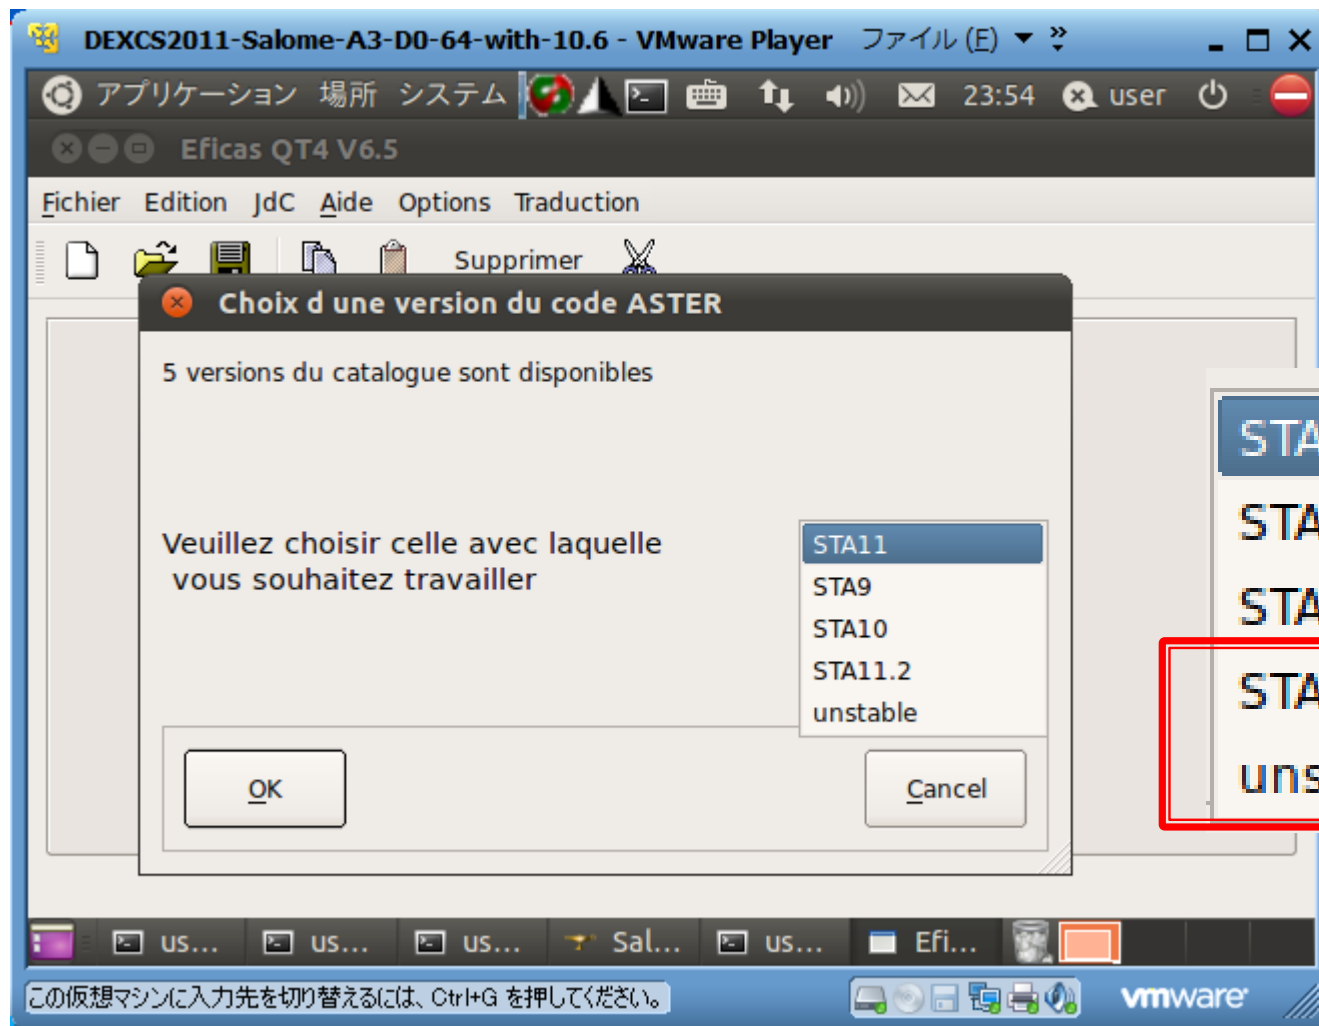 DEXCS2011-Salome-A3-D0-64-with-10.6 - VMware Player ファイル(F)
アプリケーション 場所 システム 23:54 user
Eficas QT4 V6.5
Fichier Edition JdC Aide Options Traduction
Supprimer
Choix d une version du code ASTER
5 versions du catalogue sont disponibles
Veuillez choisir celle avec laquelle
vous souhaitez travailler
STA11
STA9
STA10
STA11.2
unstable
OK
Cancel
STA
STA
STA
STA
uns
us... us... us... Sal... us... Efi...
この仮想マシンに入力先を切り替えるには、Ctrl+G を押してください。
vmware